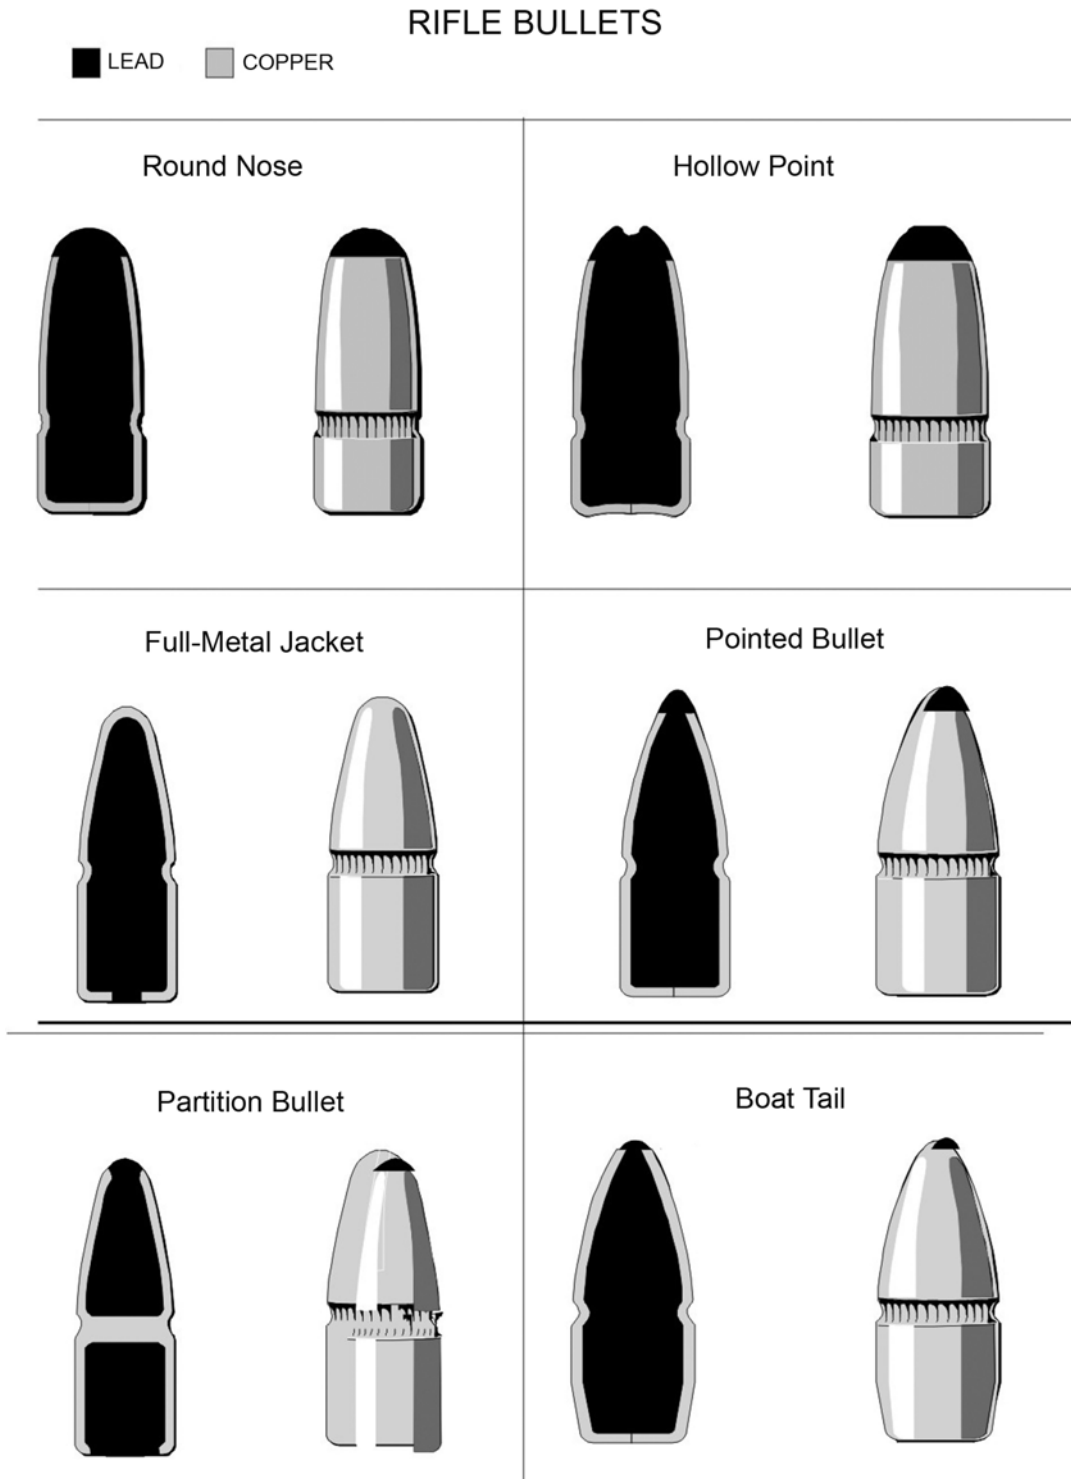 RIFLE BULLETS
LEAD COPPER
Round Nose
Hollow Point
Full-Metal Jacket
Pointed Bullet
Partition Bullet
Boat Tail